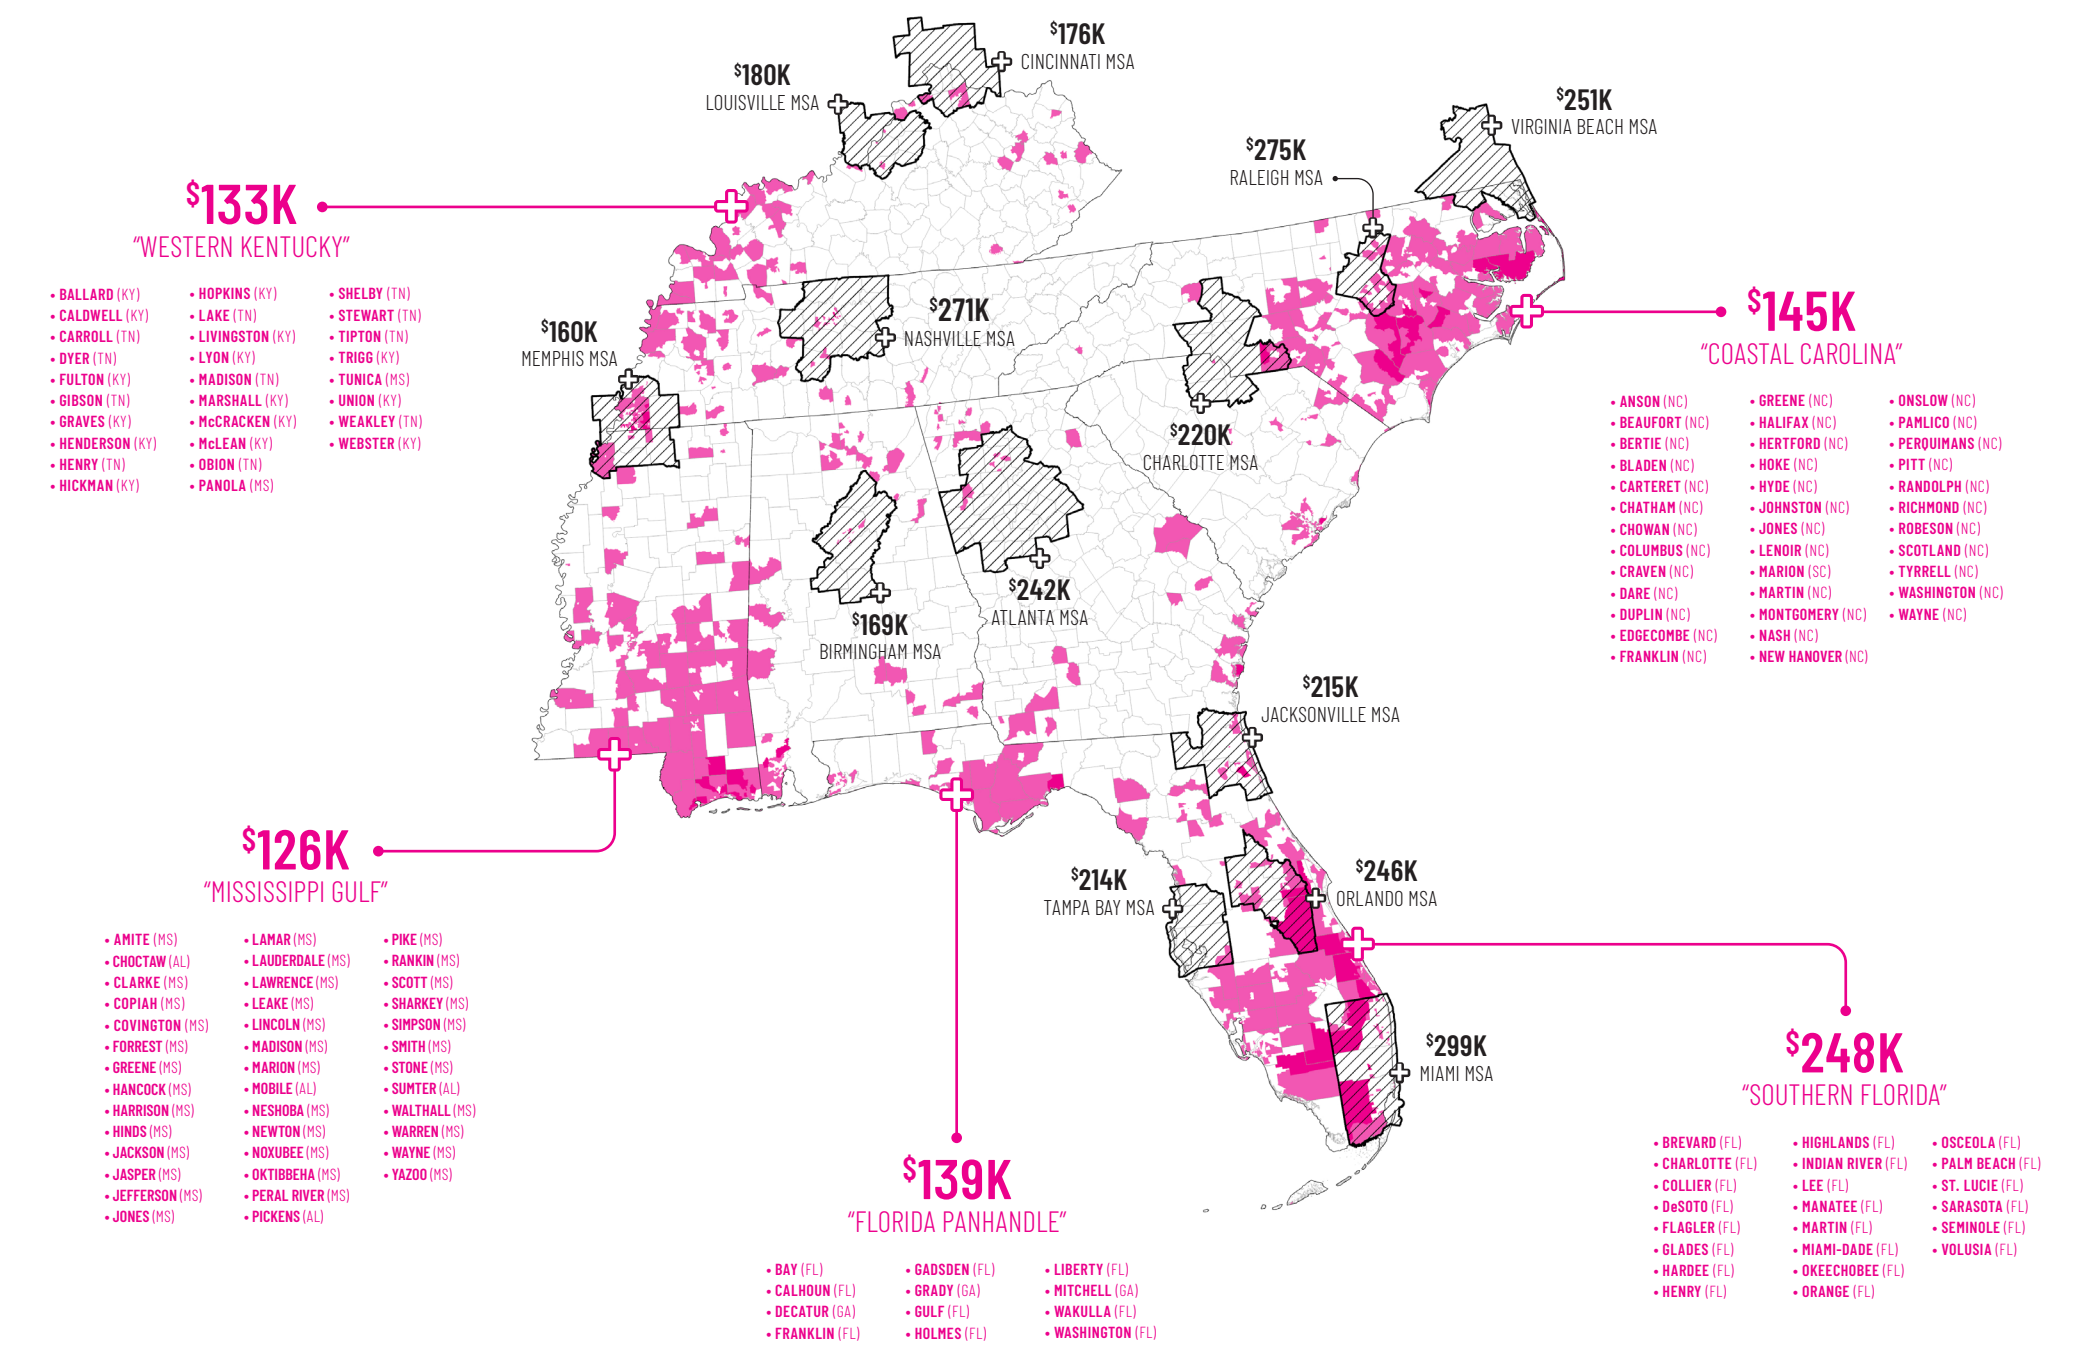 $176K
CINCINNATI MSA
$180K
LOUISVILLE MSA
$251K
VIRGINIA BEACH MSA
$275K
RALEIGH MSA
$133K
“WESTERN KENTUCKY”
• BALLARD (KY)
• CALDWELL (KY)
• CARROLL (TN)
• DYER (TN)
• FULTON (KY)
• GIBSON (TN)
• GRAVES (KY)
• HENDERSON (KY)
• HENRY (TN)
• HICKMAN (KY)
• HOPKINS (KY)
• LAKE (TN)
• LIVINGSTON (KY)
• LYON (KY)
• MADISON (TN)
• MARSHALL (KY)
• McCRACKEN (KY)
• McLEAN (KY)
• OBION (TN)
• PANOLA (MS)
• SHELBY (TN)
• STEWART (TN)
• TIPTON (TN)
• TRIGG (KY)
• TUNICA (MS)
• UNION (KY)
• WEAKLEY (TN)
• WEBSTER (KY)
$160K
MEMPHIS MSA
$271K
NASHVILLE MSA
$145K
“COASTAL CAROLINA”
• ANSON (NC)
• BEAUFORT (NC)
• BERTIE (NC)
• BLADEN (NC)
• CARTERET (NC)
• CHATHAM (NC)
• CHOWAN (NC)
• COLUMBUS (NC)
• CRAVEN (NC)
• DARE (NC)
• DUPLIN (NC)
• EDGECOMBE (NC)
• FRANKLIN (NC)
• GREENE (NC)
• HALIFAX (NC)
• HERTFORD (NC)
• HOKE (NC)
• HYDE (NC)
• JOHNSTON (NC)
• JONES (NC)
• LENOIR (NC)
• MARION (SC)
• MARTIN (NC)
• MONTGOMERY (NC)
• NASH (NC)
• NEW HANOVER (NC)
• ONSLOW (NC)
• PAMLICO (NC)
• PERQUIMANS (NC)
• PITT (NC)
• RANDOLPH (NC)
• RICHMOND (NC)
• ROBESON (NC)
• SCOTLAND (NC)
• TYRRELL (NC)
• WASHINGTON (NC)
• WAYNE (NC)
$220K
CHARLOTTE MSA
$242K
ATLANTA MSA
$169K
BIRMINGHAM MSA
$215K
JACKSONVILLE MSA
$126K
“MISSISSIPPI GULF”
• AMITE (MS)
• CHOCTAW (AL)
• CLARKE (MS)
• COPIAH (MS)
• COVINGTON (MS)
• FORREST (MS)
• GREENE (MS)
• HANCOCK (MS)
• HARRISON (MS)
• HINDS (MS)
• JACKSON (MS)
• JASPER (MS)
• JEFFERSON (MS)
• JONES (MS)
• LAMAR (MS)
• LAUDERDALE (MS)
• LAWRENCE (MS)
• LEAKE (MS)
• LINCOLN (MS)
• MADISON (MS)
• MARION (MS)
• MOBILE (AL)
• NESHOBA (MS)
• NEWTON (MS)
• NOXUBEE (MS)
• OKTIBBEHA (MS)
• PERAL RIVER (MS)
• PICKENS (AL)
• PIKE (MS)
• RANKIN (MS)
• SCOTT (MS)
• SHARKEY (MS)
• SIMPSON (MS)
• SMITH (MS)
• STONE (MS)
• SUMTER (AL)
• WALTHALL (MS)
• WARREN (MS)
• WAYNE (MS)
• YAZOO (MS)
$214K
TAMPA BAY MSA
$246K
ORLANDO MSA
$299K
MIAMI MSA
$139K
“FLORIDA PANHANDLE”
• BAY (FL)
• CALHOUN (FL)
• DECATUR (GA)
• FRANKLIN (FL)
• GADSDEN (FL)
• GRADY (GA)
• GULF (FL)
• HOLMES (FL)
• LIBERTY (FL)
• MITCHELL (GA)
• WAKULLA (FL)
• WASHINGTON (FL)
$248K
“SOUTHERN FLORIDA”
• BREVARD (FL)
• CHARLOTTE (FL)
• COLLIER (FL)
• DeSOTO (FL)
• FLAGLER (FL)
• GLADES (FL)
• HARDEE (FL)
• HENRY (FL)
• HIGHLANDS (FL)
• INDIAN RIVER (FL)
• LEE (FL)
• MANATEE (FL)
• MARTIN (FL)
• MIAMI-DADE (FL)
• OKEECHOBEE (FL)
• ORANGE (FL)
• OSCEOLA (FL)
• PALM BEACH (FL)
• ST. LUCIE (FL)
• SARASOTA (FL)
• SEMINOLE (FL)
• VOLUSIA (FL)